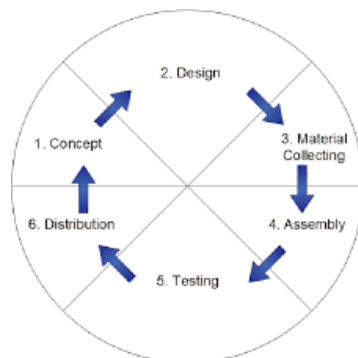 1. Concept
2. Design
3. Material
Collecting
4. Assembly
5. Testing
6. Distribution